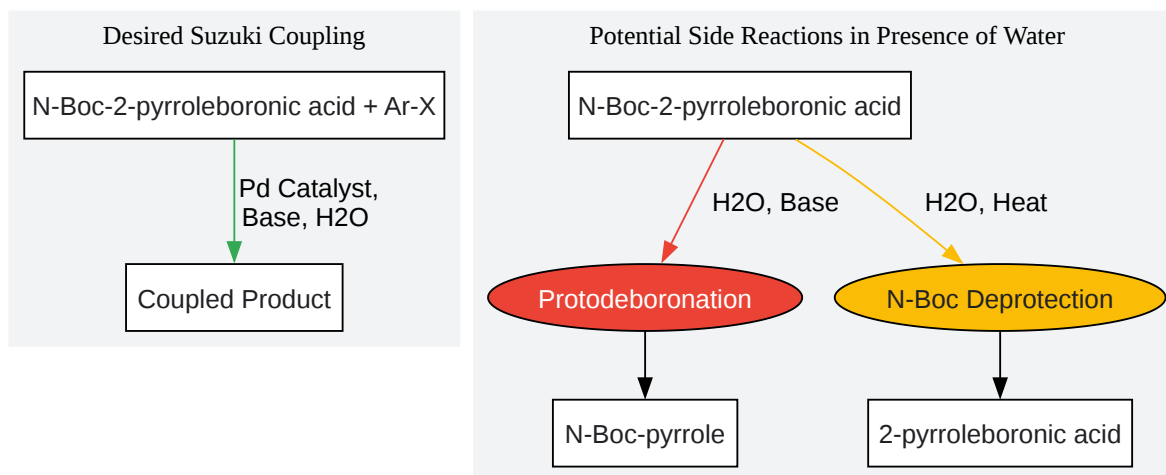 Desired Suzuki Coupling
N-Boc-2-pyrroleboronic acid + Ar-X
Pd Catalyst,
Base, H2O
Coupled Product
Potential Side Reactions in Presence of Water
N-Boc-2-pyrroleboronic acid
H2O, Base
H2O, Heat
Protodeboronation
N-Boc Deprotection
N-Boc-pyrrole
2-pyrroleboronic acid